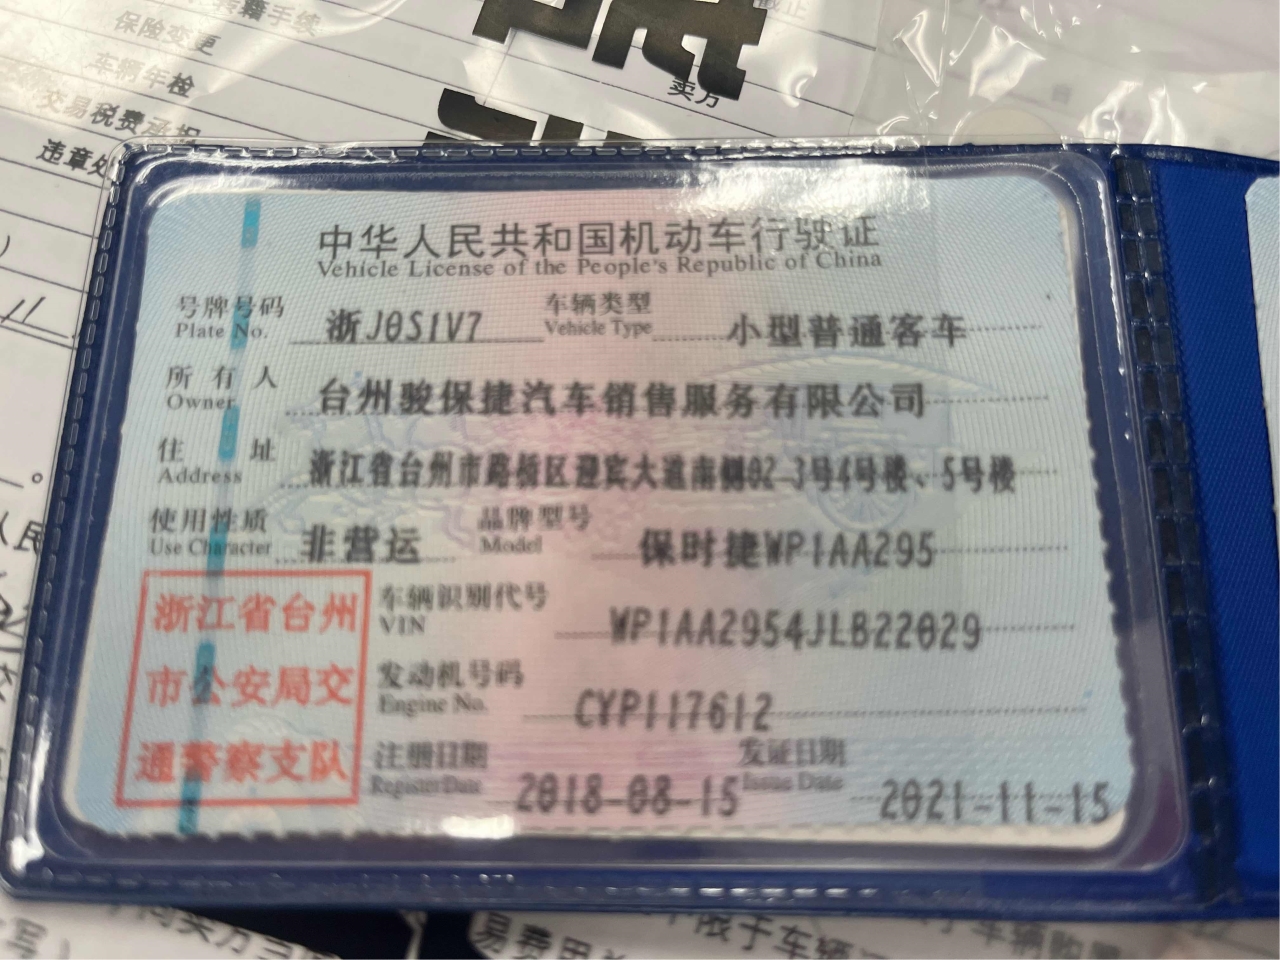 转籍手续
保险变更
车辆年检
交易税费承担
违章处
卖方
中华人民共和国机动车行驶证
Vehicle License of the People's Republic of China
号牌号码 浙J0S1V7 车辆类型 小型普通客车
Plate No. Vehicle Type
所有人 台州骏保捷汽车销售服务有限公司
Owner
住址 浙江省台州市路桥区迎宾大道南侧02-3号4号楼、5号楼
Address
使用性质 非营运 品牌型号 保时捷WP1AA295
Use Character Model
浙江省台州
市公安局交
通警察支队
车辆识别代号 WP1AA2954JLB22029
VIN
发动机号码 CYP117612
Engine No.
注册日期 2018-08-15 发证日期 2021-11-15
Register Date Issue Date